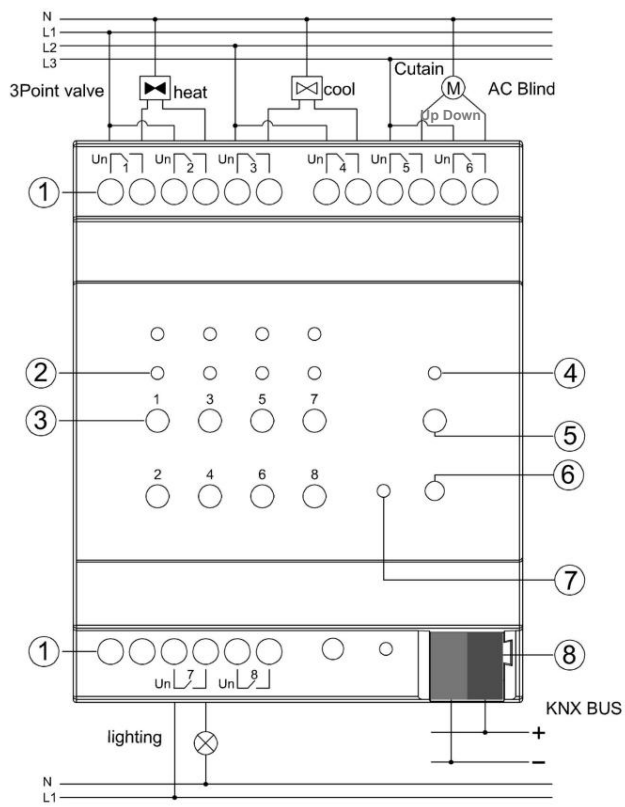 N
L1
L2
L3
Cutain
3Point valve
heat
cool
M
AC Blind
Up Down
Un 1 Un 2 Un 3 Un 4 Un 5 Un 6
1
2
4
1 3 5 7
3
5
2 4 6 8
6
7
1
8
Un 7 Un 8
KNX BUS
lighting
+
−
N
L1